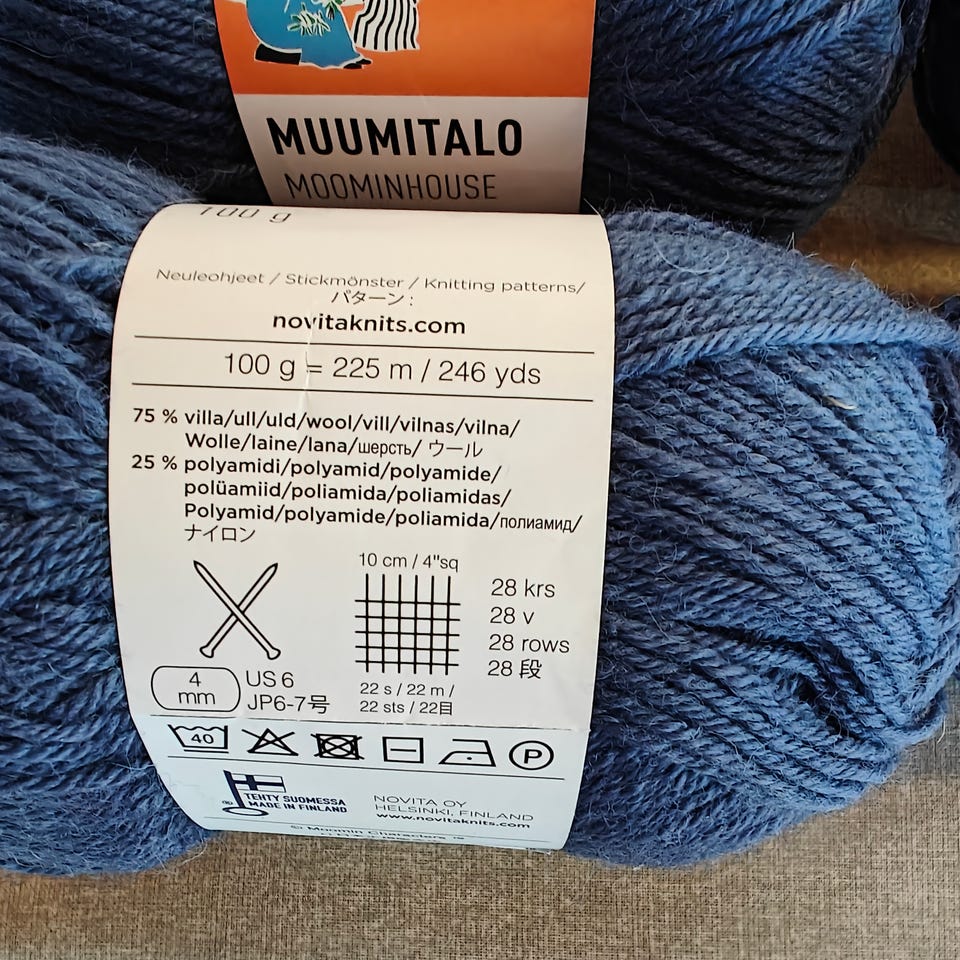 MUUMITALO
MOOMINHOUSE
100 g
Neuleohjeet / Stickmönster / Knitting patterns/
パターン:
novitaknits.com
100 g = 225 m / 246 yds
75 % villa/ull/uld/wool/vill/vilnas/vilna/
Wolle/laine/lana/шерсть/ ウール
25 % polyamidi/polyamid/polyamide/
polüamiid/poliamida/poliamidas/
Polyamid/polyamide/poliamida/полиамид/
ナイロン
10 cm / 4"sq
28 krs
28 v
28 rows
28 段
22 s / 22 m /
22 sts / 22目
4
mm
US 6
JP6-7号
40
P
TEHTY SUOMESSA
MADE IN FINLAND
NOVITA OY
HELSINKI, FINLAND
www.novitaknits.com
© Moomin Characters ™